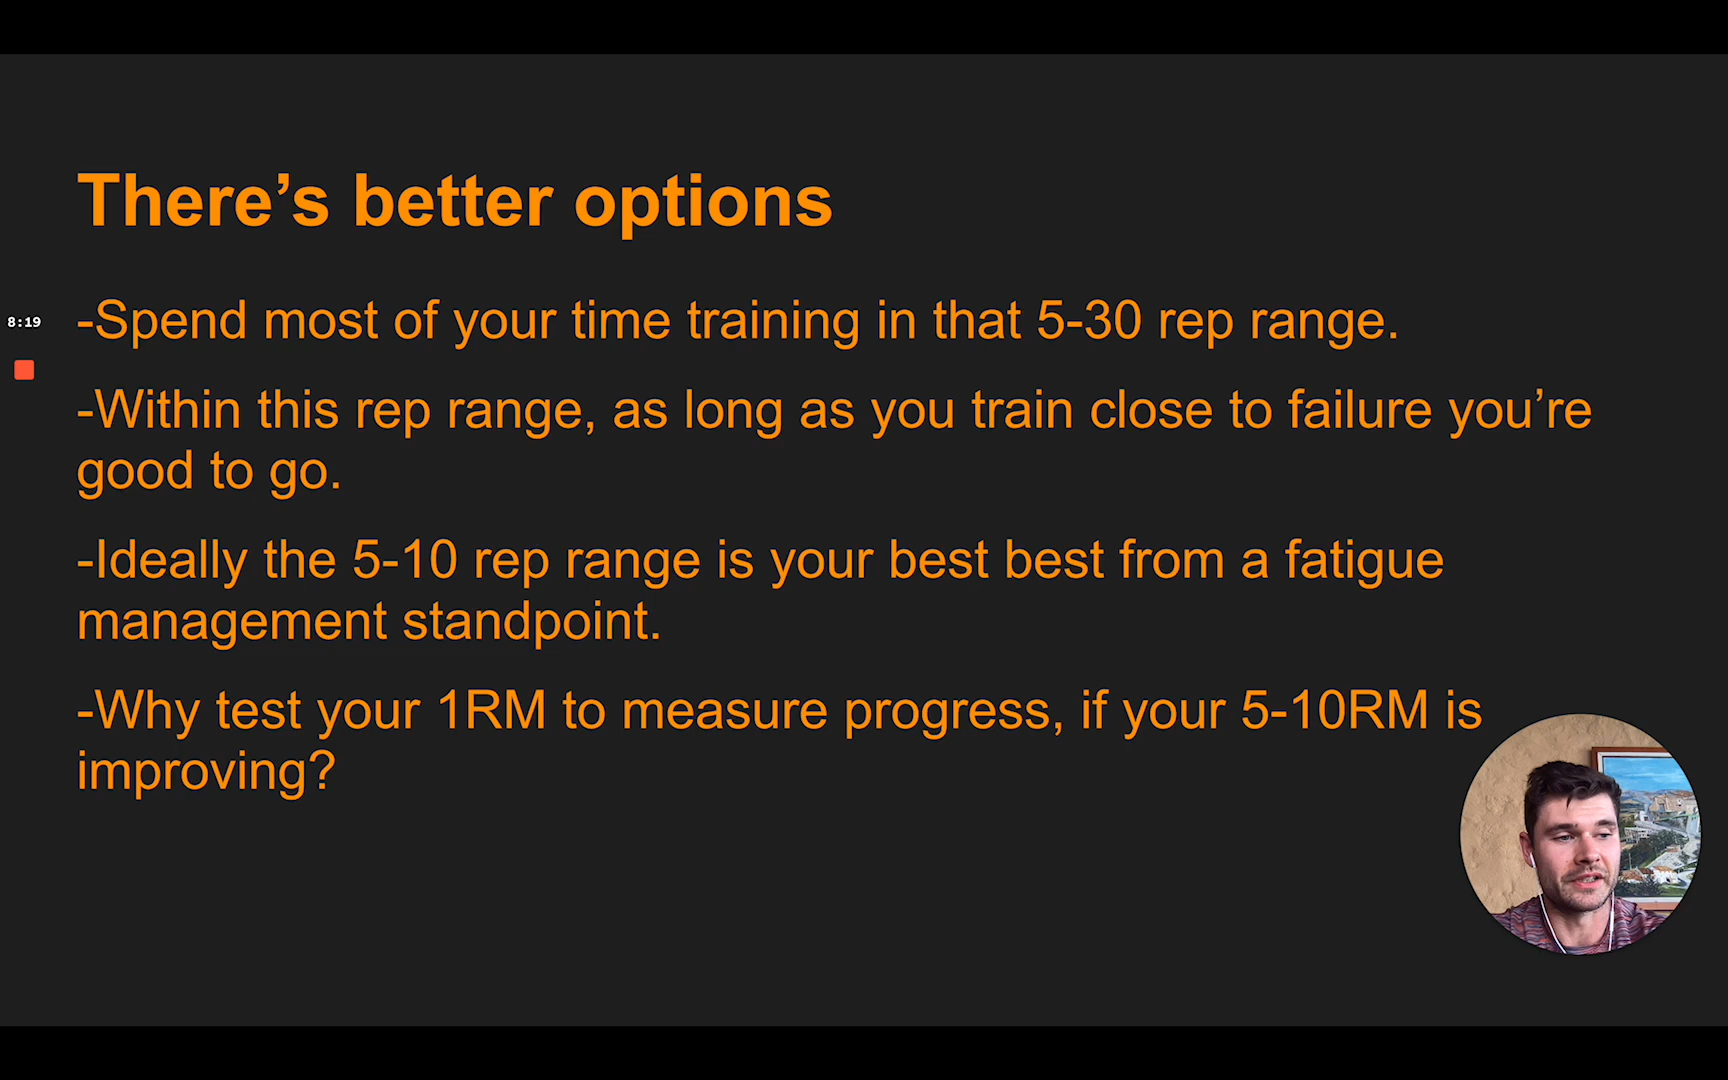 There’s better options
8:19
-Spend most of your time training in that 5-30 rep range.
-Within this rep range, as long as you train close to failure you’re
good to go.
-Ideally the 5-10 rep range is your best best from a fatigue
management standpoint.
-Why test your 1RM to measure progress, if your 5-10RM is
improving?